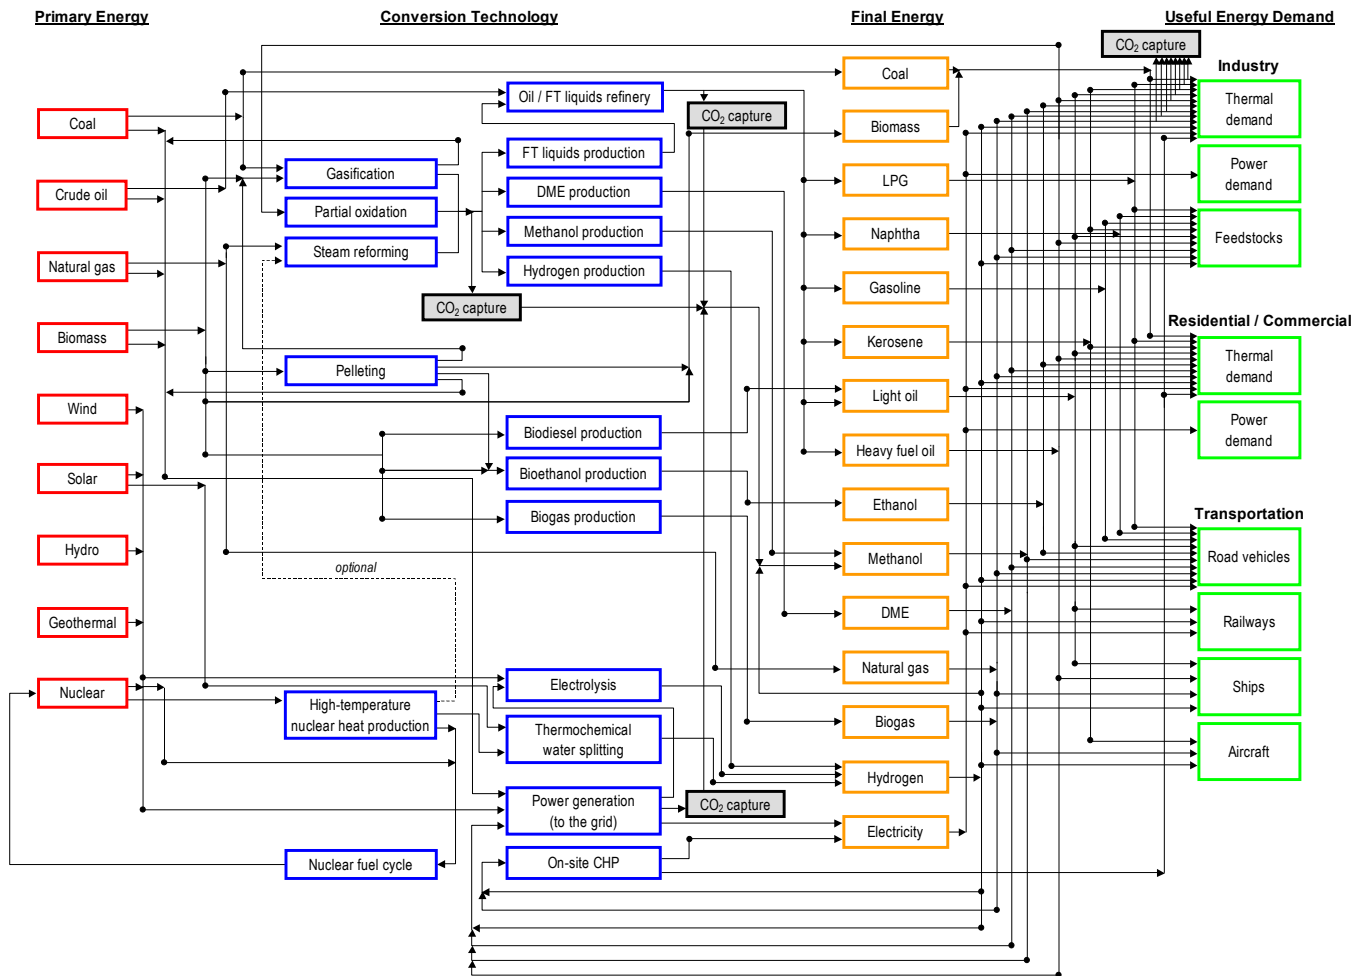 Primary Energy
Conversion Technology
Final Energy
Useful Energy Demand
Coal
Crude oil
Natural gas
Biomass
Wind
Solar
Hydro
Geothermal
Nuclear
Gasification
Partial oxidation
Steam reforming
Pelleting
optional
High-temperature
nuclear heat production
Nuclear fuel cycle
Oil / FT liquids refinery
FT liquids production
DME production
Methanol production
Hydrogen production
CO2 capture
CO2 capture
Biodiesel production
Bioethanol production
Biogas production
Electrolysis
Thermochemical
water splitting
Power generation
(to the grid)
CO2 capture
On-site CHP
Coal
Biomass
LPG
Naphtha
Gasoline
Kerosene
Light oil
Heavy fuel oil
Ethanol
Methanol
DME
Natural gas
Biogas
Hydrogen
Electricity
CO2 capture
Industry
Thermal
demand
Power
demand
Feedstocks
Residential / Commercial
Thermal
demand
Power
demand
Transportation
Road vehicles
Railways
Ships
Aircraft